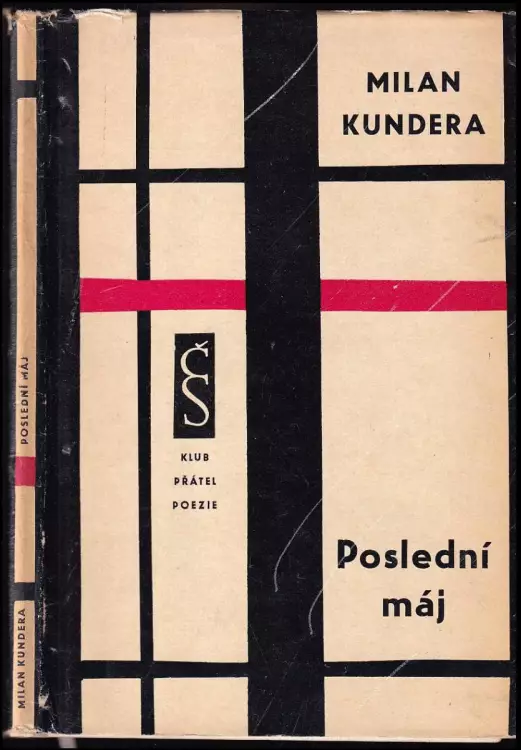 MILAN
KUNDERA
ČS
KLUB
PŘÁTEL
POEZIE
Poslední
máj
POSLEDNÍ MÁJ
MILAN KUNDERA